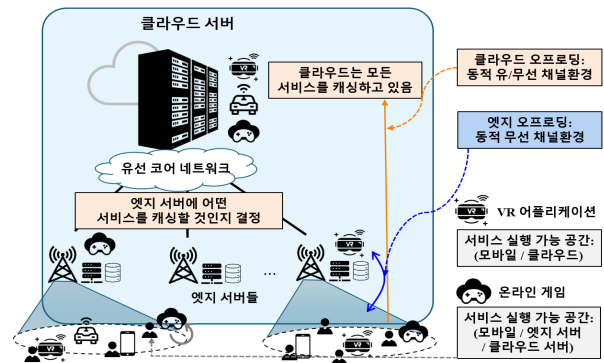 클라우드 서버
클라우드는 모든
서비스를 캐싱하고 있음
클라우드 오프로딩:
동적 유/무선 채널환경
엣지 오프로딩:
동적 무선 채널환경
유선 코어 네트워크
엣지 서버에 어떤
서비스를 캐싱할 것인지 결정
VR 어플리케이션
서비스 실행 가능 공간:
(모바일 / 클라우드)
...
엣지 서버들
온라인 게임
서비스 실행 가능 공간:
(모바일 / 엣지 서버
/ 클라우드 서버)
VR
VR
VR
VR
VR